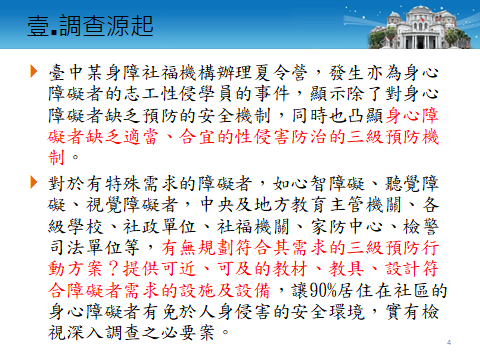 壹.調查源起
臺中某身障社福機構辦理夏令營，發生亦為身心
障礙者的志工性侵學員的事件，顯示除了對身心
障礙者缺乏預防的安全機制，同時也凸顯身心障
礙者缺乏適當、合宜的性侵害防治的三級預防機
制。
對於有特殊需求的障礙者，如心智障礙、聽覺障
礙、視覺障礙者，中央及地方教育主管機關、各
級學校、社政單位、社福機關、家防中心、檢警
司法單位等，有無規劃符合其需求的三級預防行
動方案？提供可近、可及的教材、教具、設計符
合障礙者需求的設施及設備，讓90%居住在社區的
身心障礙者有免於人身侵害的安全環境，實有檢
視深入調查之必要案。
4